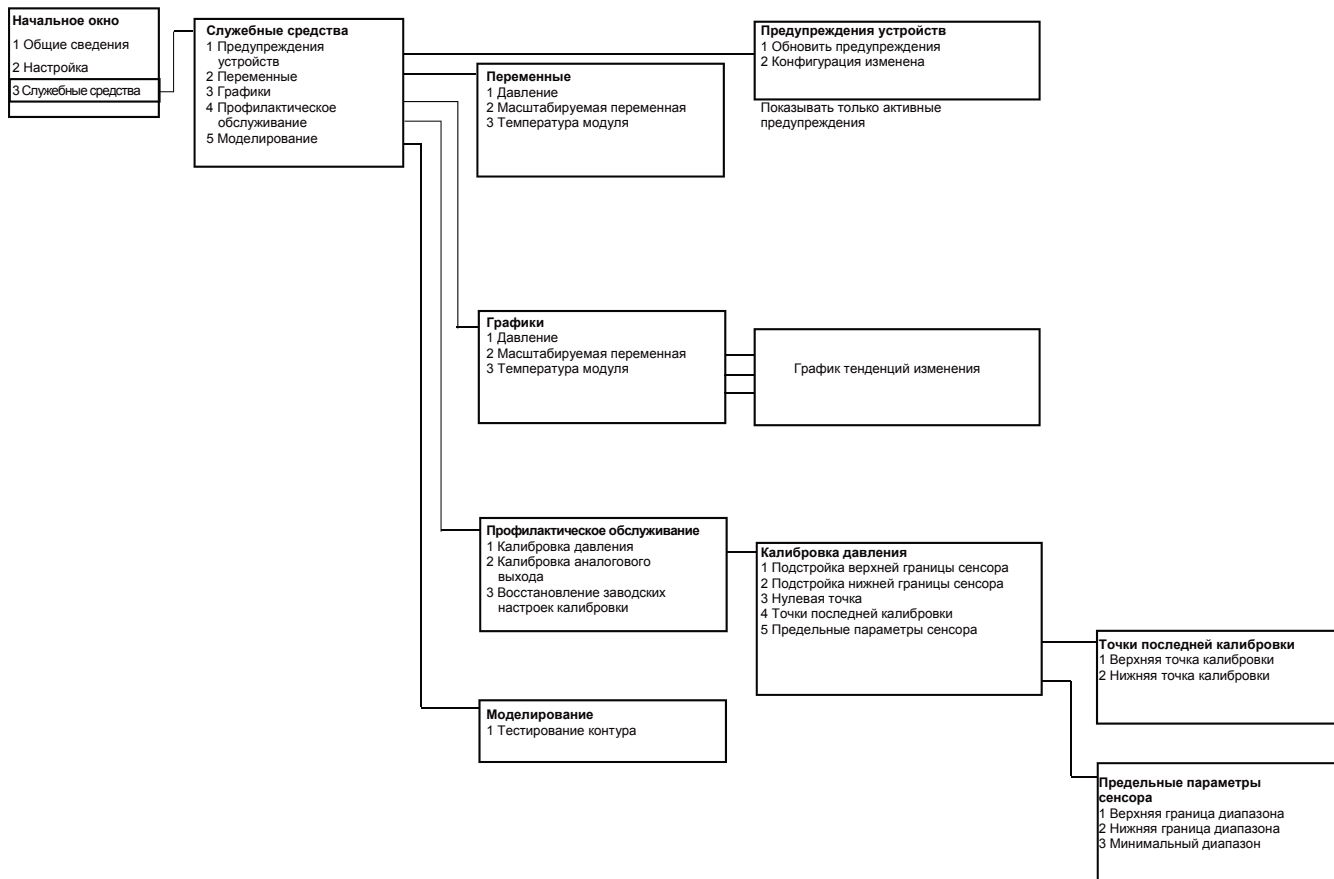 Начальное окно
1 Общие сведения
2 Настройка
3 Служебные средства
Служебные средства
1 Предупреждения
устройств
2 Переменные
3 Графики
4 Профилактическое
обслуживание
5 Моделирование
Предупреждения устройств
1 Обновить предупреждения
2 Конфигурация изменена
Показывать только активные
предупреждения
Переменные
1 Давление
2 Масштабируемая переменная
3 Температура модуля
Графики
1 Давление
2 Масштабируемая переменная
3 Температура модуля
График тенденций изменения
Профилактическое обслуживание
1 Калибровка давления
2 Калибровка аналогового
выхода
3 Восстановление заводских
настроек калибровки
Калибровка давления
1 Подстройка верхней границы сенсора
2 Подстройка нижней границы сенсора
3 Нулевая точка
4 Точки последней калибровки
5 Предельные параметры сенсора
Точки последней калибровки
1 Верхняя точка калибровки
2 Нижняя точка калибровки
Моделирование
1 Тестирование контура
Предельные параметры
сенсора
1 Верхняя граница диапазона
2 Нижняя граница диапазона
3 Минимальный диапазон